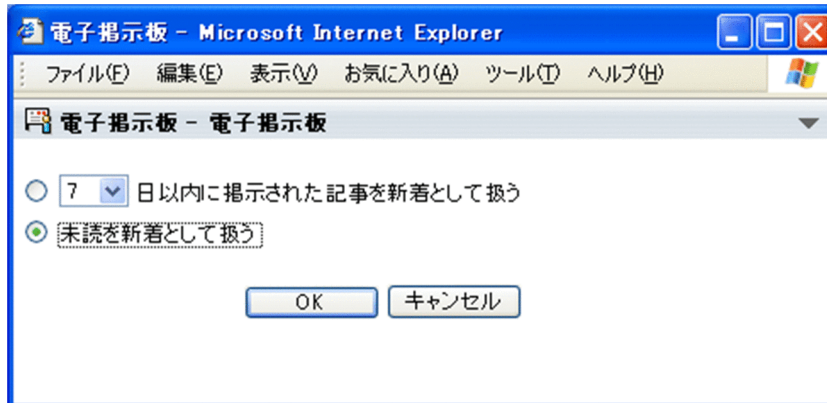 電子掲示板 - Microsoft Internet Explorer
ファイル(F) 編集(E) 表示(V) お気に入り(A) ツール(T) ヘルプ(H)
電子掲示板 - 電子掲示板
7 日以内に掲示された記事を新着として扱う
未読を新着として扱う
OK キャンセル